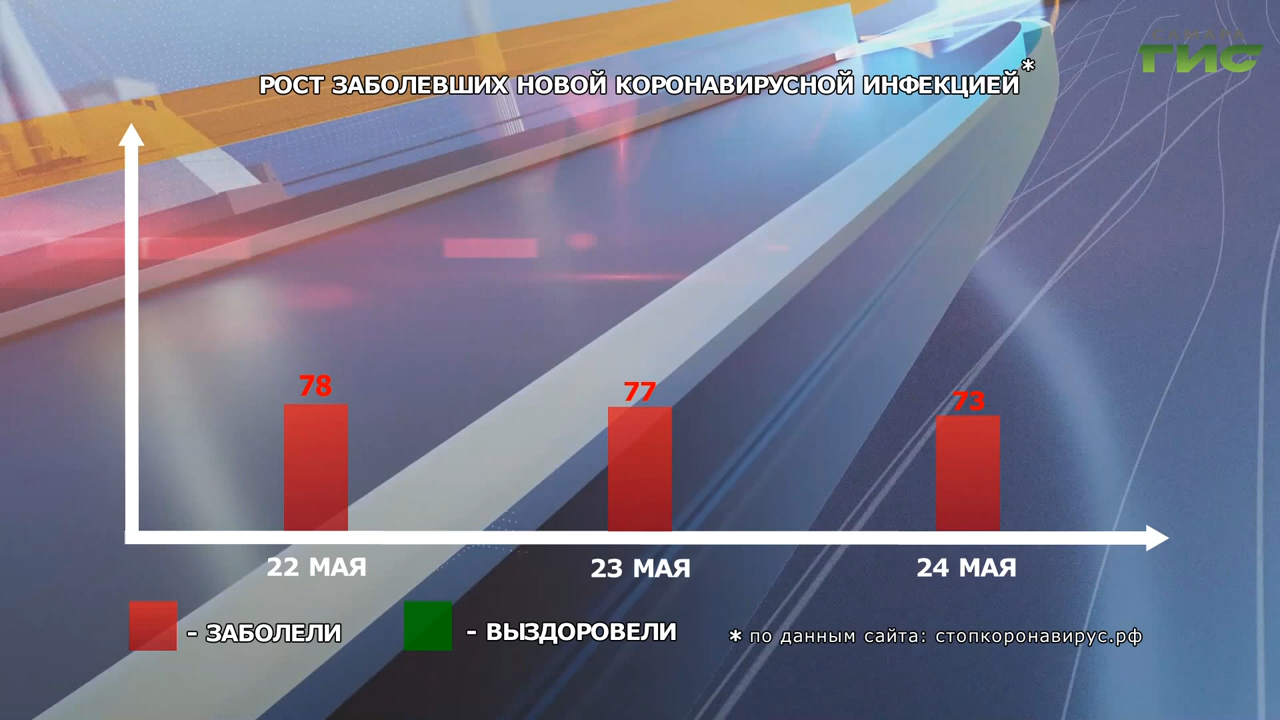 САМАРА
ГИС
РОСТ ЗАБОЛЕВШИХ НОВОЙ КОРОНАВИРУСНОЙ ИНФЕКЦИЕЙ*
78
77
73
22 МАЯ
23 МАЯ
24 МАЯ
- ЗАБОЛЕЛИ
- ВЫЗДОРОВЕЛИ
* по данным сайта: стопкоронавирус.рф